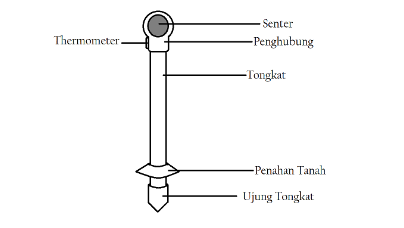 Senter
Thermometer
Penghubung
Tongkat
Penahan Tanah
Ujung Tongkat